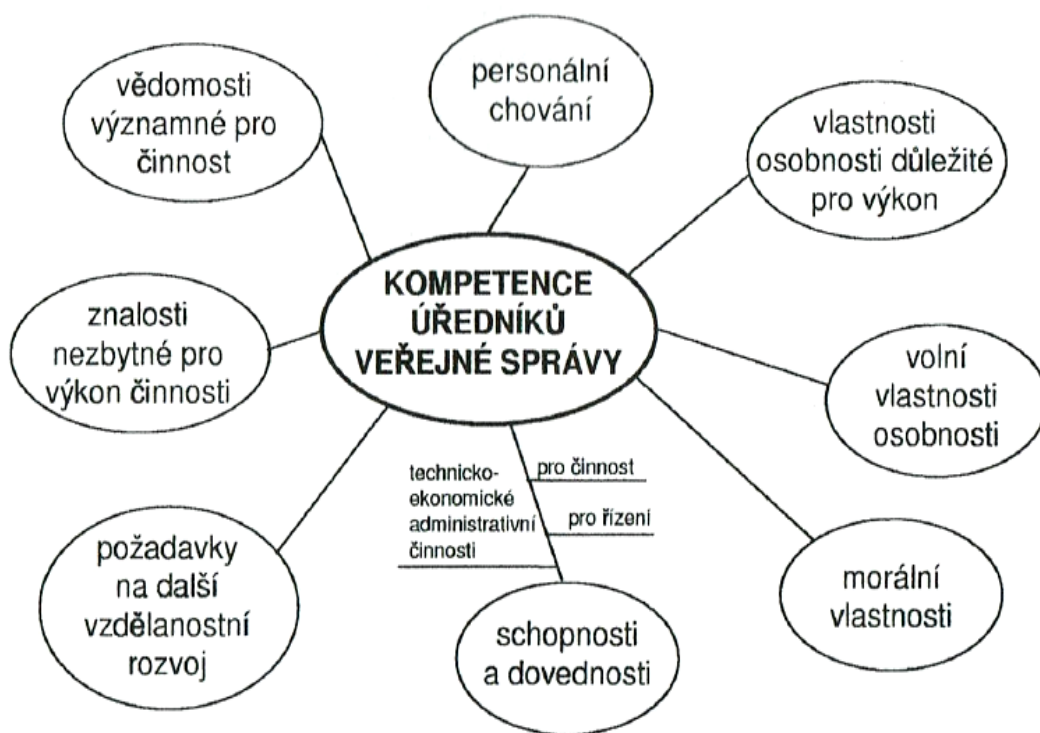 personální
chování
vědomosti
významné pro
činnost
vlastnosti
osobnosti důležité
pro výkon
KOMPETENCE
ÚŘEDNÍKŮ
VEŘEJNÉ SPRÁVY
znalosti
nezbytné pro
výkon činnosti
volní
vlastnosti
osobnosti
technicko-
ekonomické
administrativní
činnosti
pro činnost
pro řízení
požadavky
na další
vzdělanostní
rozvoj
schopnosti
a dovednosti
morální
vlastnosti